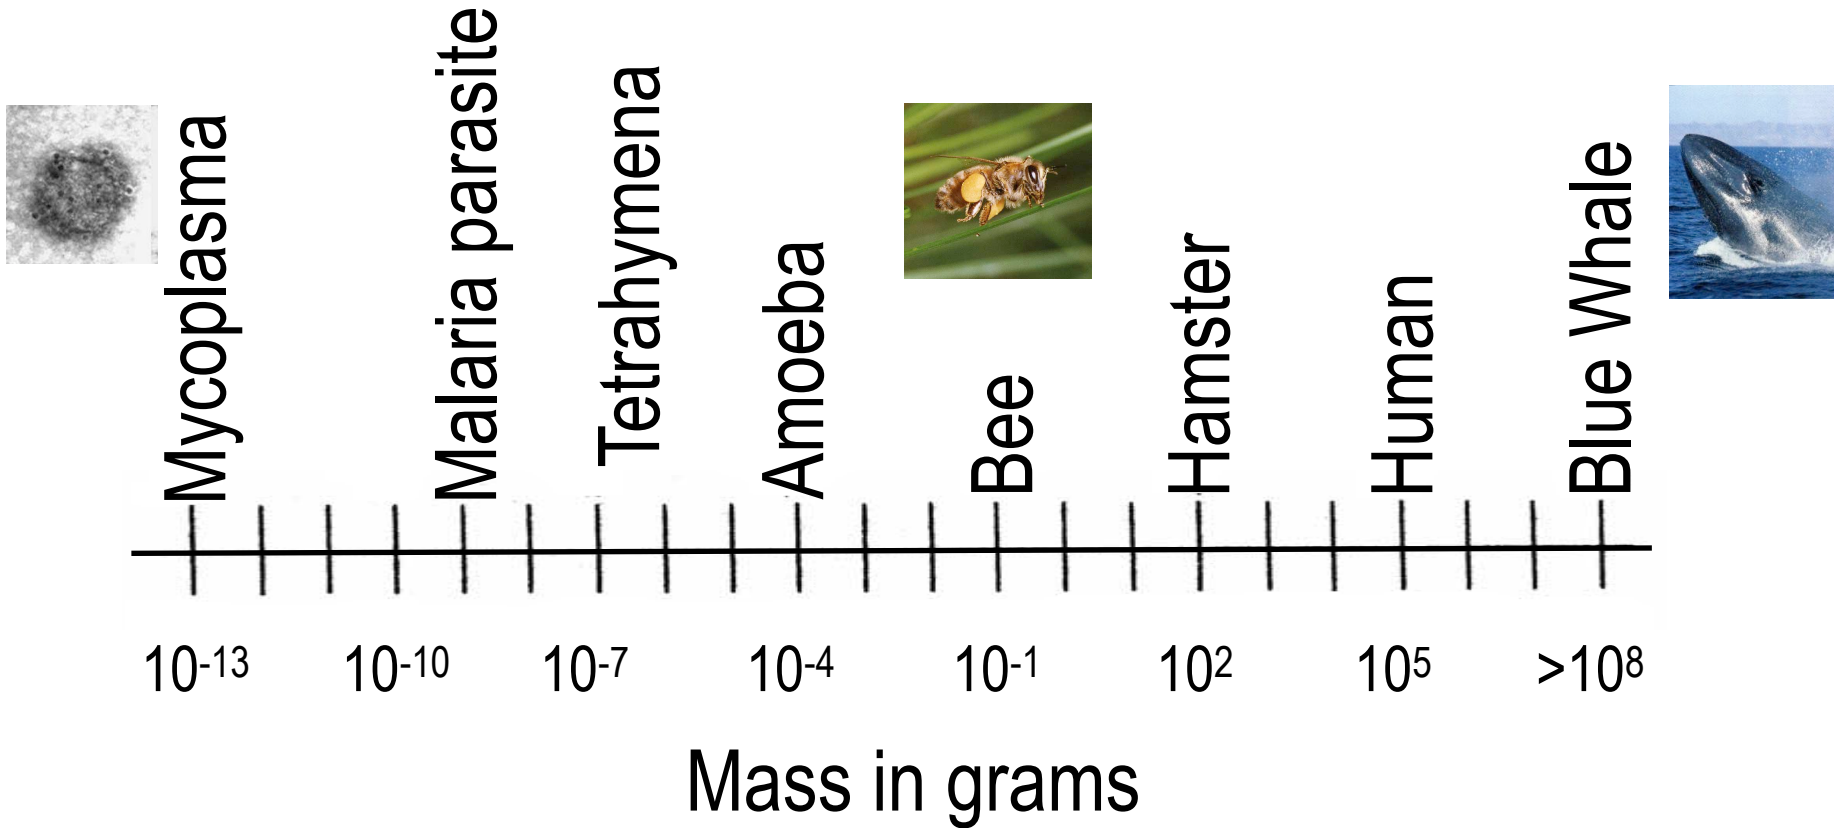 Mycoplasma
Malaria parasite
Tetrahymena
Amoeba
Bee
Hamster
Human
Blue Whale
10⁻¹³ 10⁻¹⁰ 10⁻⁷ 10⁻⁴ 10⁻¹ 10² 10⁵ >10⁸
Mass in grams